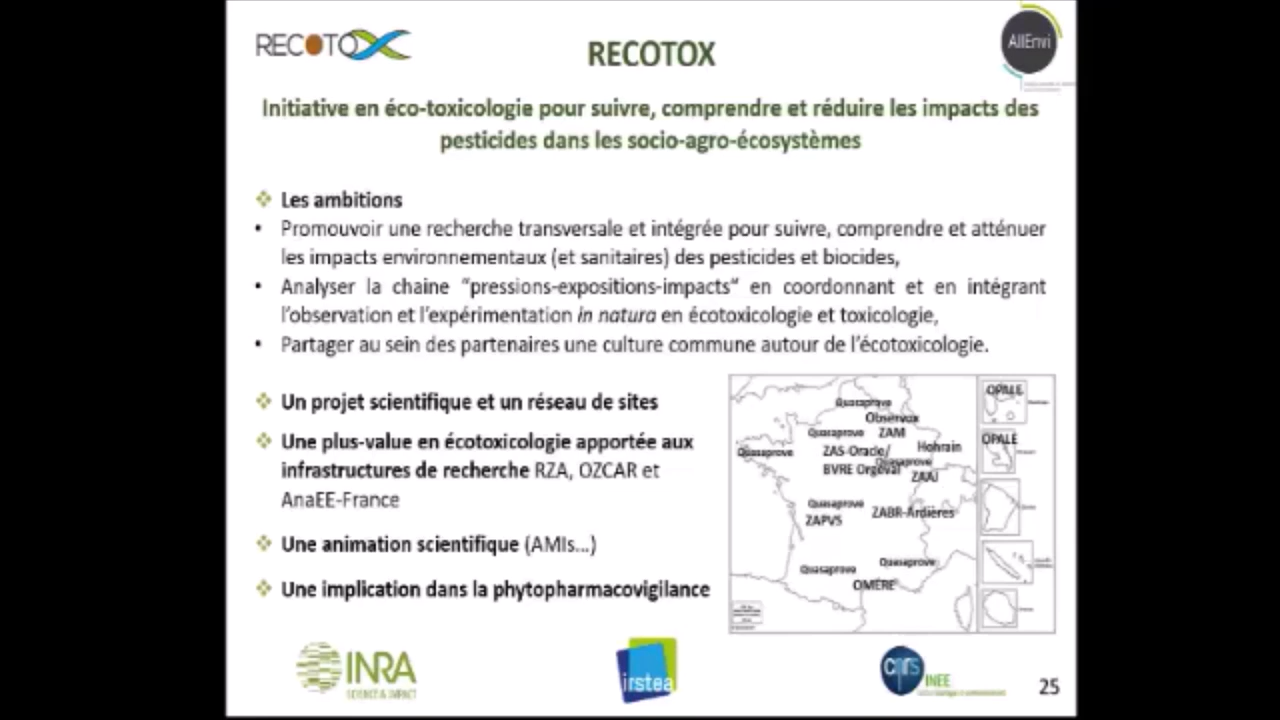 RECOTOX
RECOTOX
AllEnvi
Initiative en éco-toxicologie pour suivre, comprendre et réduire les impacts des
pesticides dans les socio-agro-écosystèmes
Les ambitions
• Promouvoir une recherche transversale et intégrée pour suivre, comprendre et atténuer
les impacts environnementaux (et sanitaires) des pesticides et biocides,
• Analyser la chaine "pressions-expositions-impacts" en coordonnant et en intégrant
l'observation et l'expérimentation in natura en écotoxicologie et toxicologie,
• Partager au sein des partenaires une culture commune autour de l'écotoxicologie.
Un projet scientifique et un réseau de sites
Une plus-value en écotoxicologie apportée aux
infrastructures de recherche RZA, OZCAR et
AnaEE-France
Une animation scientifique (AMIs...)
Une implication dans la phytopharmacovigilance
Quasaprove
Observox
Quasaprove ZAM
Quasaprove
ZAS-Oracle/
Hohrain
Quasaprove
BVRE Orgeval
ZAAJ
Quasaprove
ZABR-Ardières
ZAPVS
Quasaprove
Quasaprove
OMERE
OPALE
OPALE
INRA
SCIENCE & IMPACT
irstea
cnrs
INEE
25